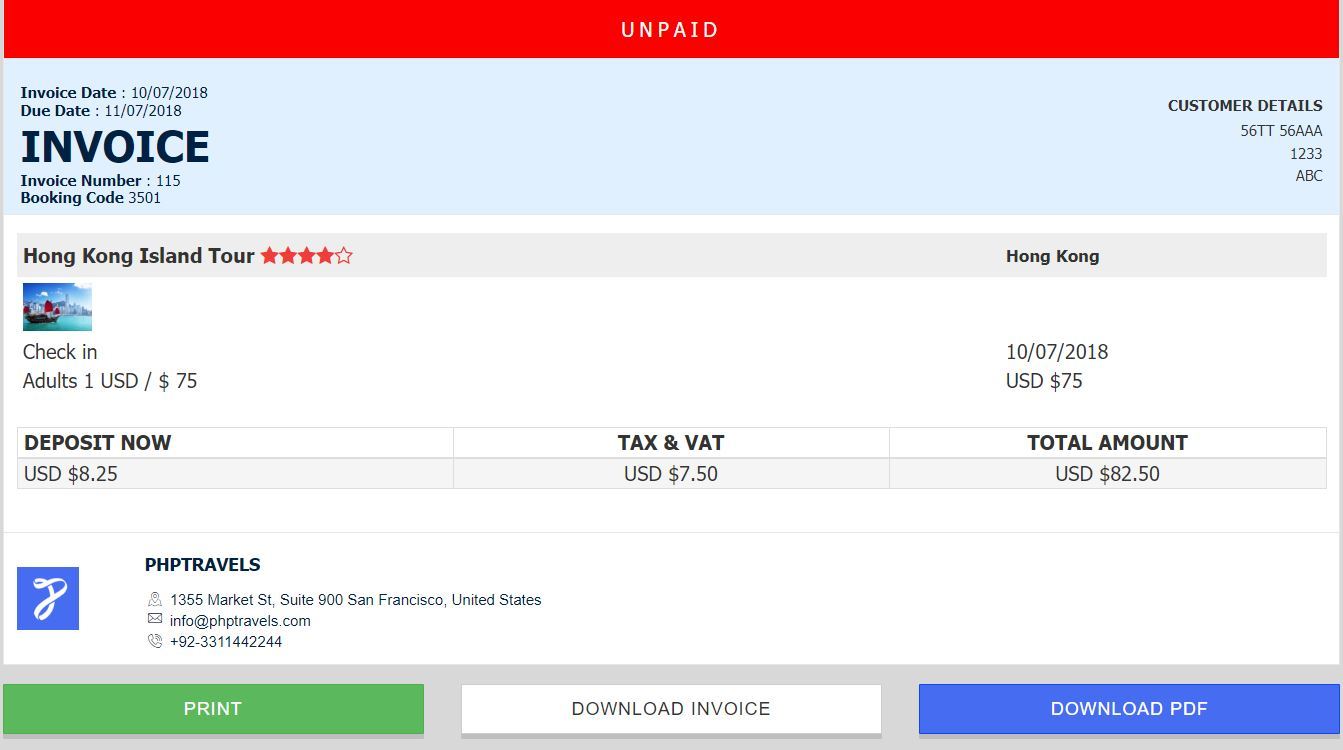 UNPAID
Invoice Date : 10/07/2018
Due Date : 11/07/2018
INVOICE
Invoice Number : 115
Booking Code 3501
CUSTOMER DETAILS
56TT 56AAA
1233
ABC
Hong Kong Island Tour Hong Kong
Check in 10/07/2018
Adults 1 USD / $ 75 USD $75
DEPOSIT NOW TAX & VAT TOTAL AMOUNT
USD $8.25 USD $7.50 USD $82.50
PHPTRAVELS
1355 Market St, Suite 900 San Francisco, United States
info@phptravels.com
+92-3311442244
PRINT DOWNLOAD INVOICE DOWNLOAD PDF